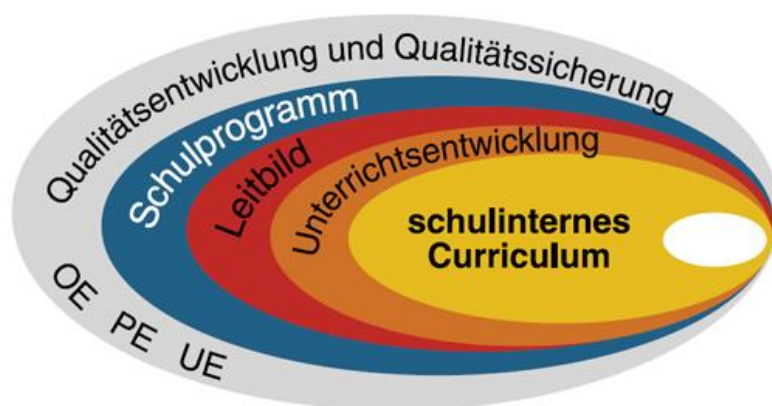 Qualitätsentwicklung und Qualitätssicherung
Schulprogramm
Leitbild
Unterrichtsentwicklung
schulinternes
Curriculum
OE PE UE